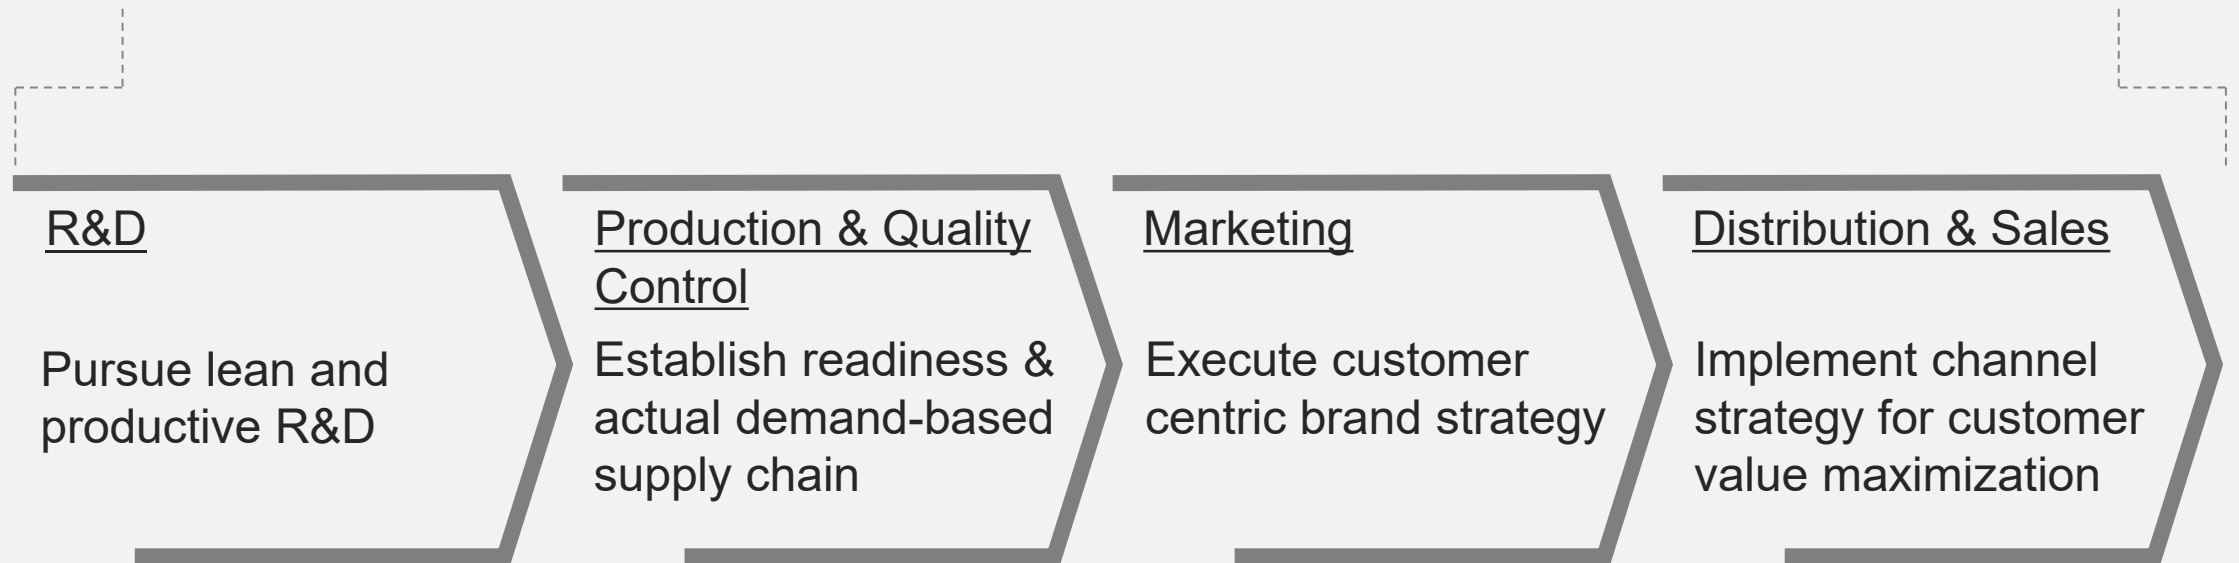 R&D
Pursue lean and
productive R&D
Production & Quality
Control
Establish readiness &
actual demand-based
supply chain
Marketing
Execute customer
centric brand strategy
Distribution & Sales
Implement channel
strategy for customer
value maximization